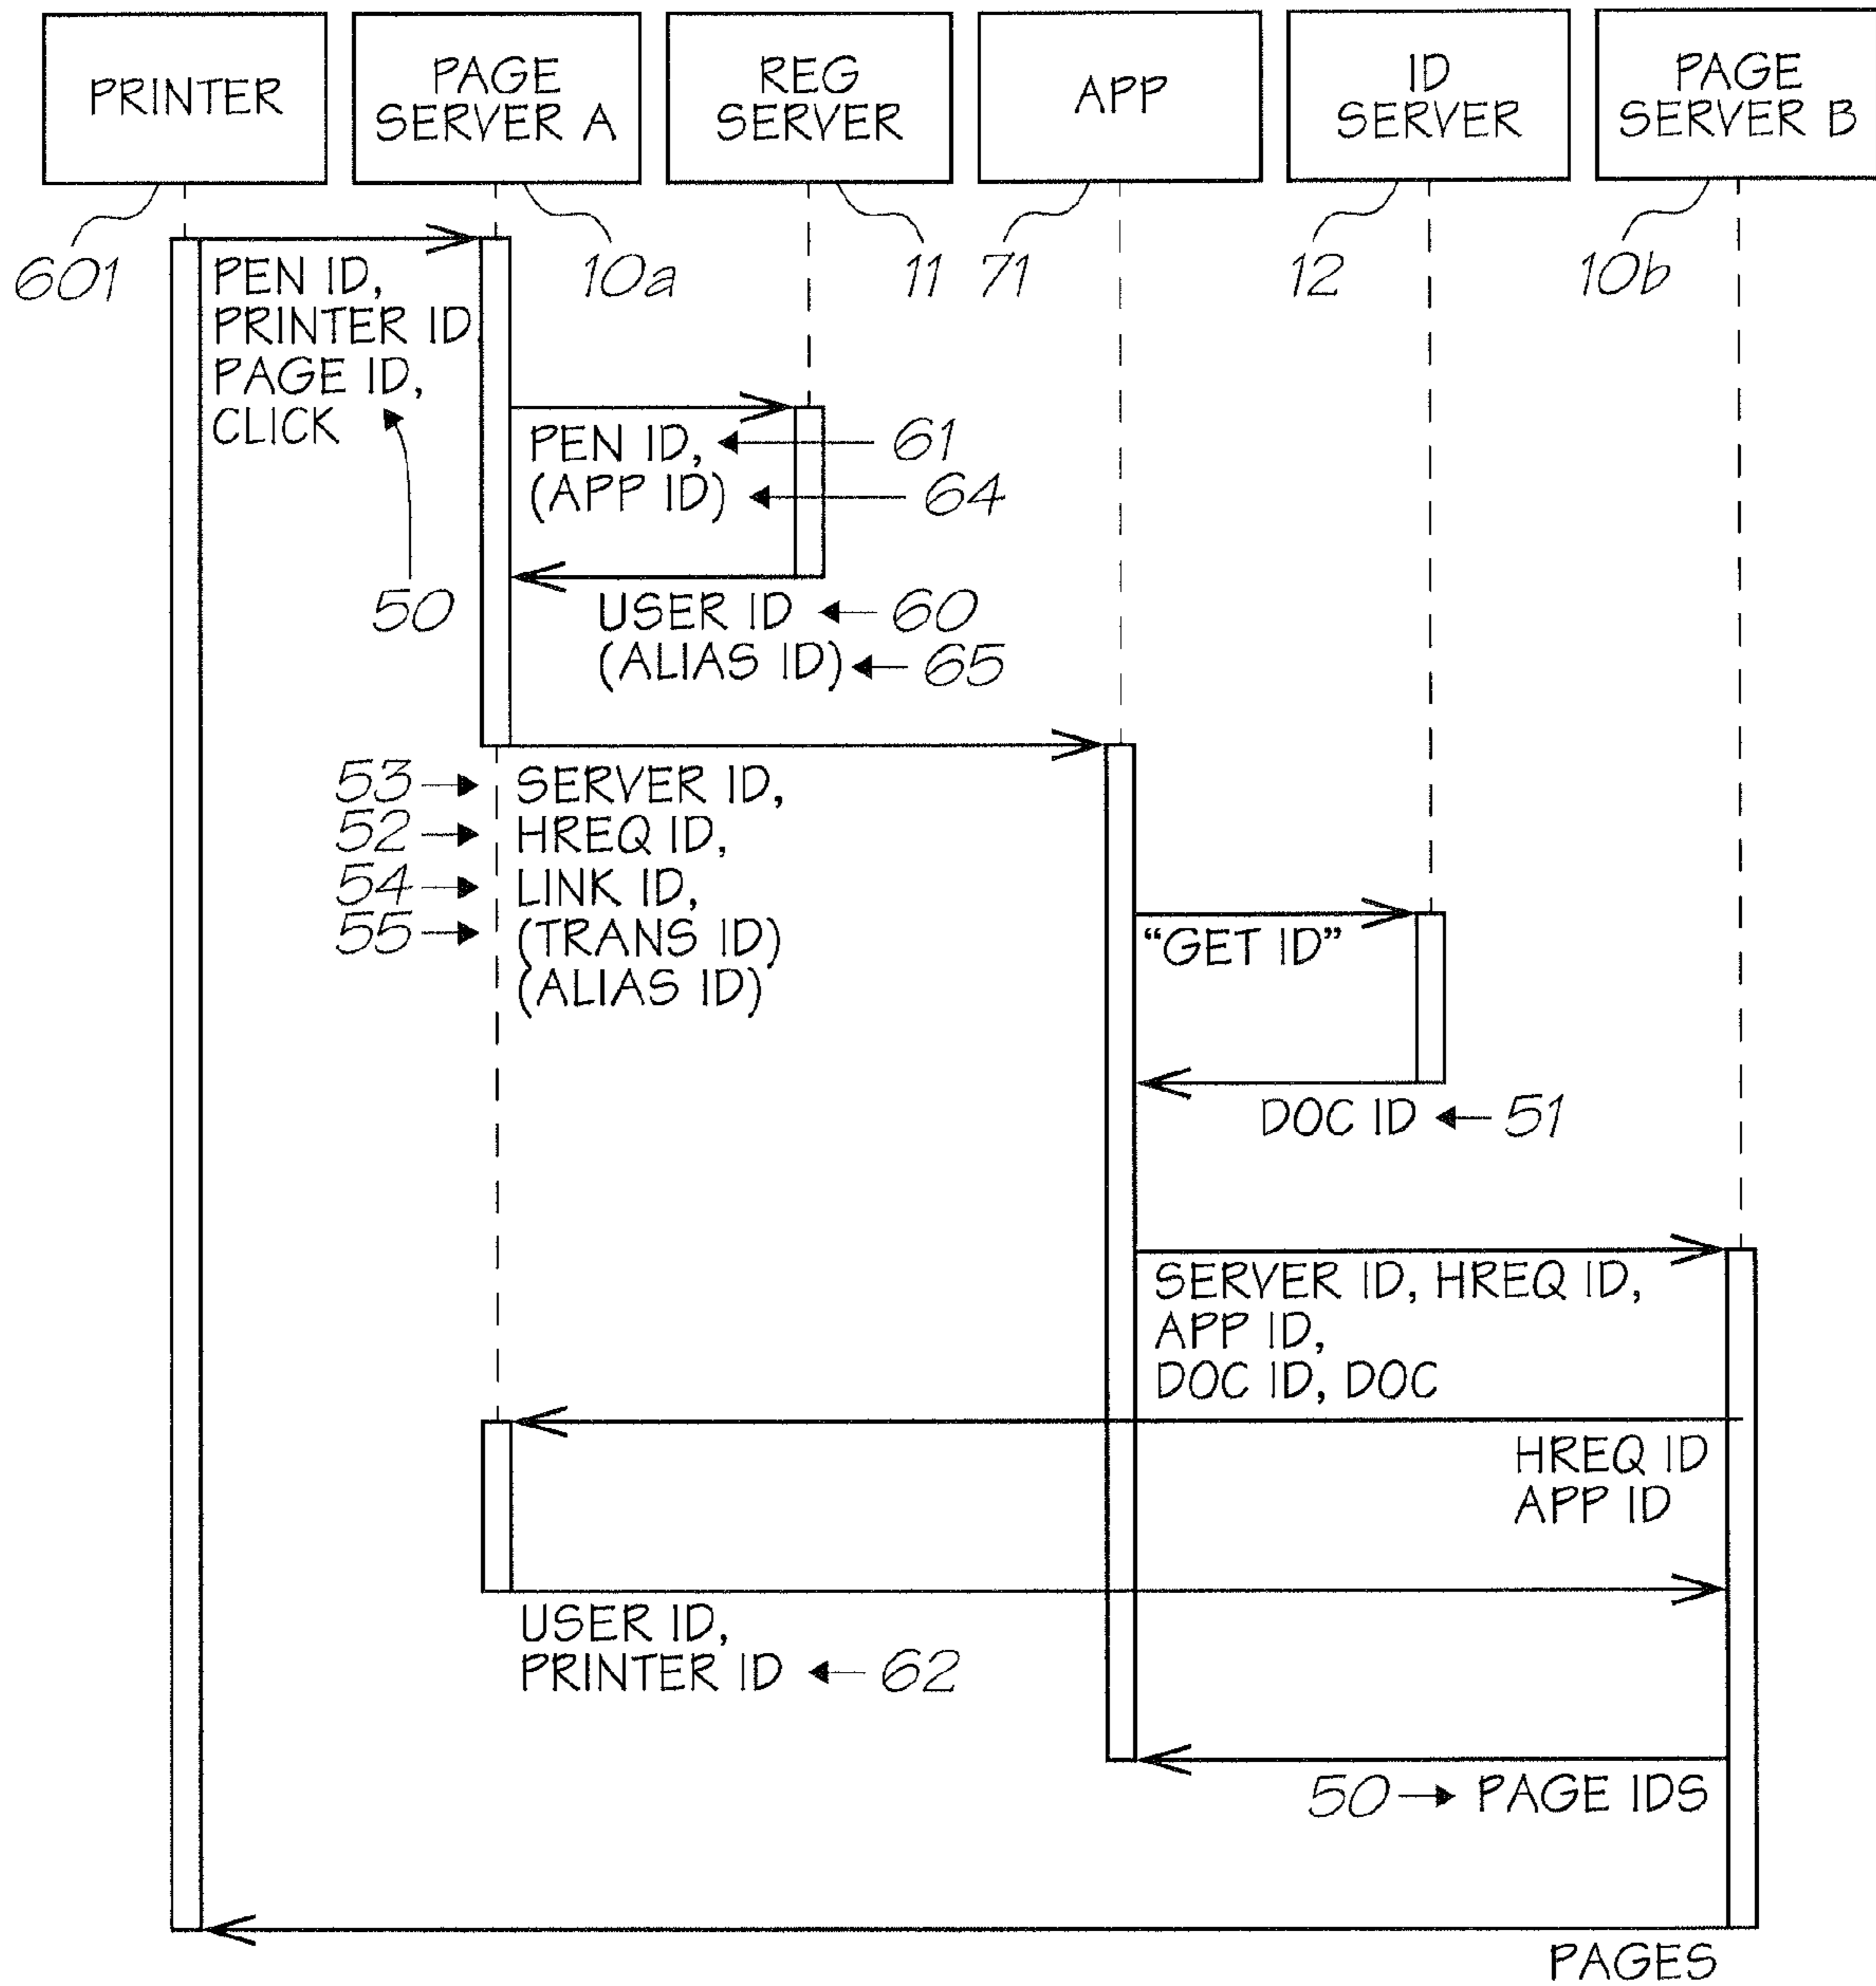 PRINTER
PAGE
SERVER A
REG
SERVER
APP
ID
SERVER
PAGE
SERVER B
601
10a
11
71
12
10b
PEN ID,
PRINTER ID
PAGE ID,
CLICK
50
PEN ID,
61
(APP ID)
64
USER ID
60
(ALIAS ID)
65
53
SERVER ID,
52
HREQ ID,
54
LINK ID,
55
(TRANS ID)
(ALIAS ID)
"GET ID"
DOC ID
51
SERVER ID, HREQ ID,
APP ID,
DOC ID, DOC
HREQ ID
APP ID
USER ID,
PRINTER ID
62
50
PAGE IDS
PAGES